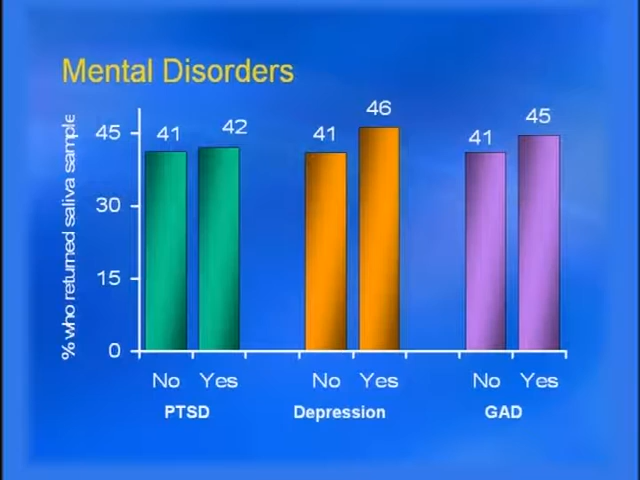 Mental Disorders
% who returned saliva sample
45
30
15
0
41
42
41
46
41
45
No Yes No Yes No Yes
PTSD Depression GAD